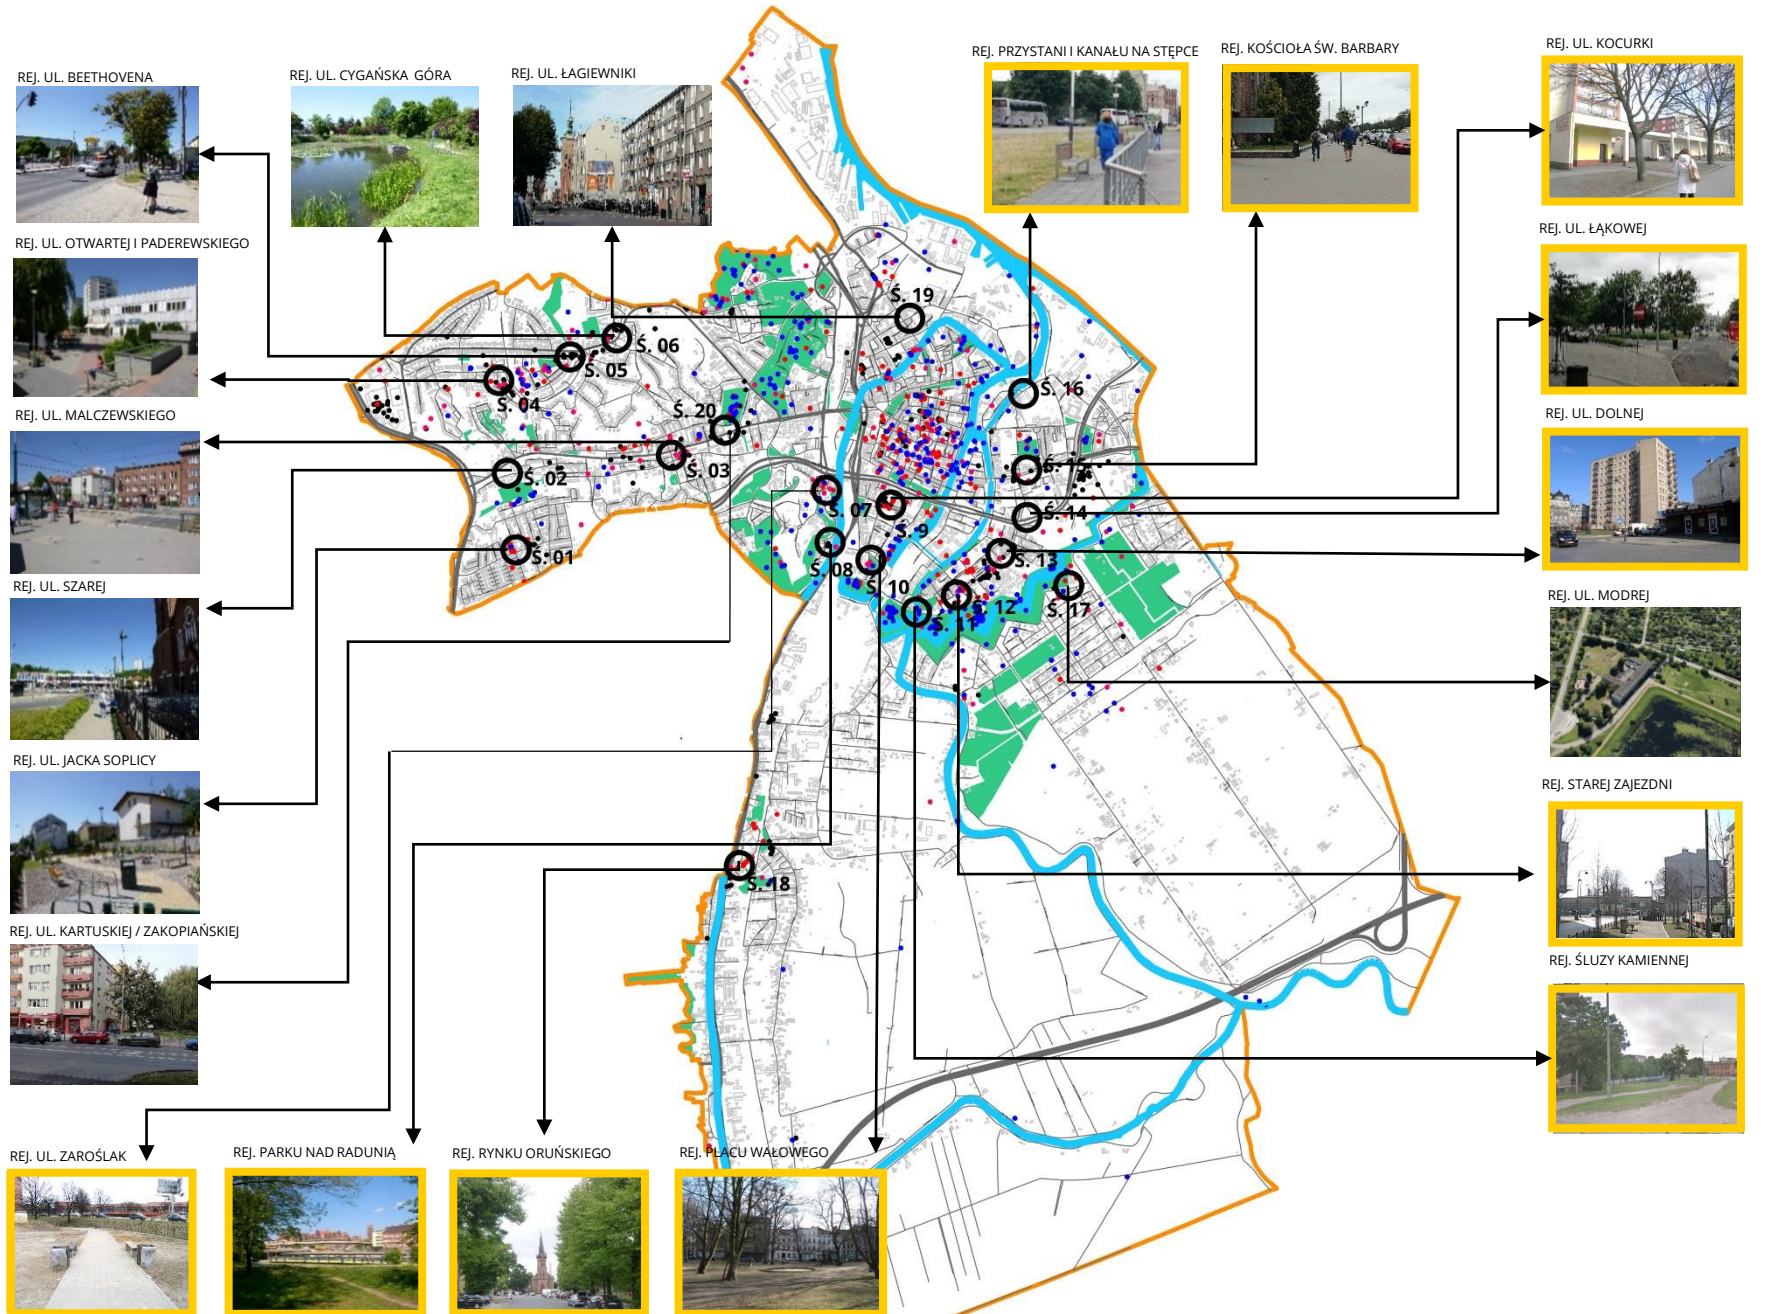 REJ. UL. BEETHOVENA
REJ. UL. CYGAŃSKA GÓRA
REJ. UL. ŁAGIEWNIKI
REJ. PRZYSTANI I KANAŁU NA STĘPCE
REJ. KOŚCIOŁA ŚW. BARBARY
REJ. UL. KOCURKI
REJ. UL. OTWARTEJ I PADEREWSKIEGO
REJ. UL. ŁĄKOWEJ
REJ. UL. MALCZEWSKIEGO
REJ. UL. DOLNEJ
REJ. UL. SZAREJ
REJ. UL. MODREJ
REJ. UL. JACKA SOPLICY
REJ. STAREJ ZAJEZDNI
REJ. UL. KARTUSKIEJ / ZAKOPIAŃSKIEJ
REJ. ŚLUZY KAMIENNEJ
REJ. UL. ZAROŚLAK
REJ. PARKU NAD RADUNIĄ
REJ. RYNKU ORUŃSKIEGO
REJ. PLACU WAŁOWEGO
Ś. 19
Ś. 06
Ś. 05
Ś. 04
Ś. 16
Ś. 20
Ś. 03
Ś. 02
Ś. 15
Ś. 07
Ś. 14
Ś. 9
Ś. 01
Ś. 08
Ś. 13
Ś. 10
Ś. 12
Ś. 17
Ś. 11
Ś. 18